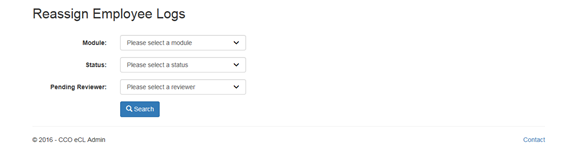 Reassign Employee Logs
Module: Please select a module
Status: Please select a status
Pending Reviewer: Please select a reviewer
Search
© 2016 - CCO eCL Admin Contact